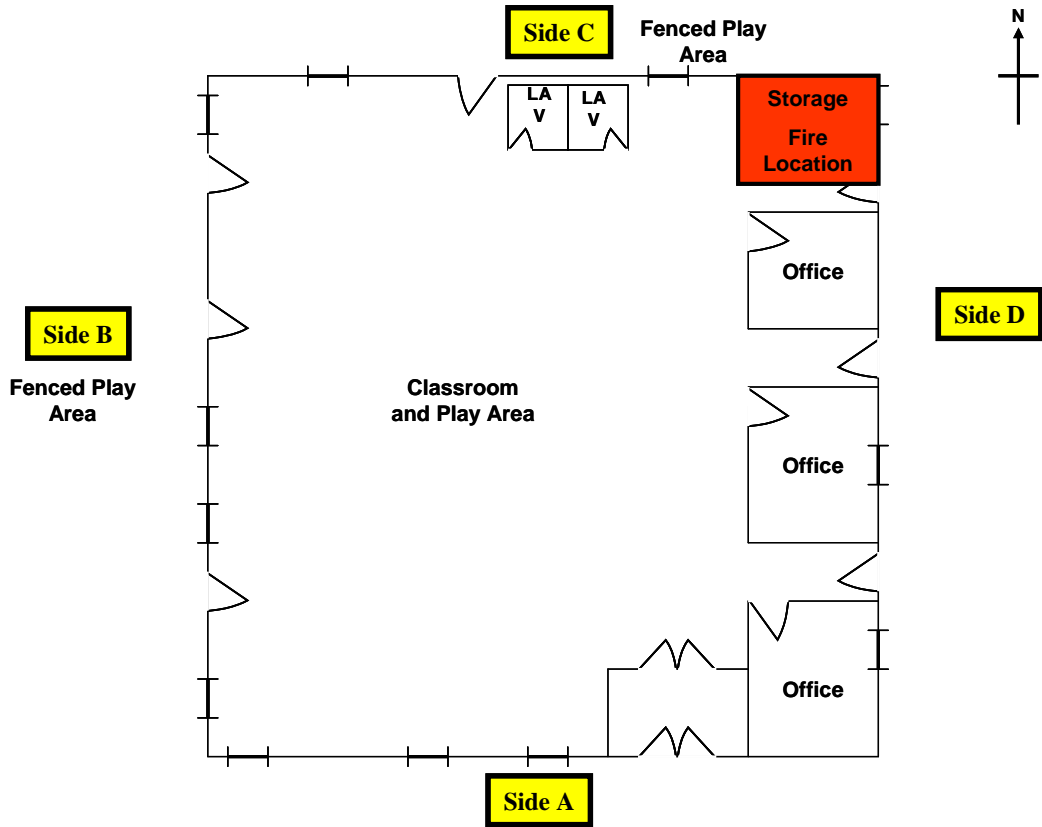 Side C
Fenced Play
Area
N
LA
V
LA
V
Storage
Fire
Location
Office
Side B
Side D
Fenced Play
Area
Classroom
and Play Area
Office
Office
Side A